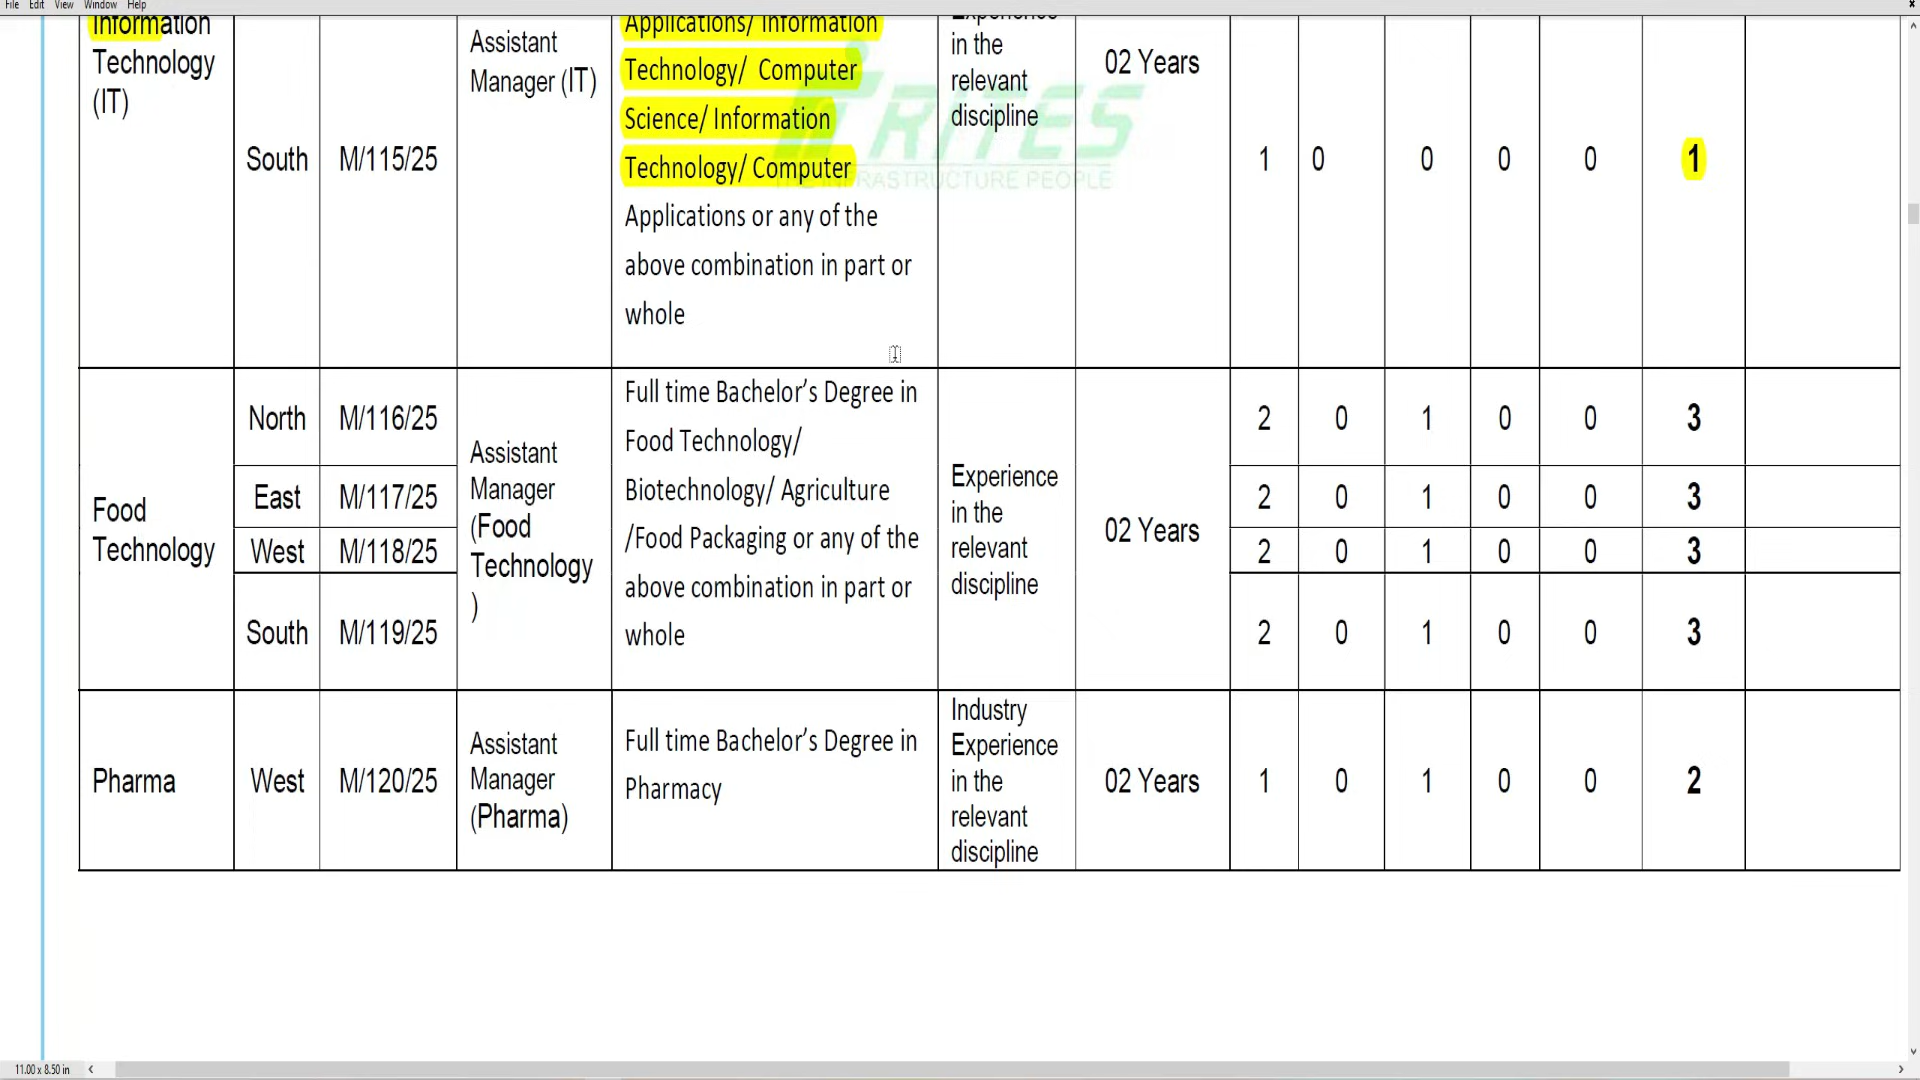 File Edit View Window Help
Information
Technology
(IT)
South
M/115/25
Assistant
Manager (IT)
Applications/ Information
Technology/ Computer
Science/ Information
Technology/ Computer
Applications or any of the
above combination in part or
whole
Experience
in the
relevant
discipline
02 Years
1 0 0 0 0 1
RITES
INFRASTRUCTURE PEOPLE
Food
Technology
North M/116/25
East M/117/25
West M/118/25
South M/119/25
Assistant
Manager
(Food
Technology
)
Full time Bachelor’s Degree in
Food Technology/
Biotechnology/ Agriculture
/Food Packaging or any of the
above combination in part or
whole
Experience
in the
relevant
discipline
02 Years
2 0 1 0 0 3
2 0 1 0 0 3
2 0 1 0 0 3
2 0 1 0 0 3
Pharma
West
M/120/25
Assistant
Manager
(Pharma)
Full time Bachelor’s Degree in
Pharmacy
Industry
Experience
in the
relevant
discipline
02 Years
1 0 1 0 0 2
11.00 x 8.50 in